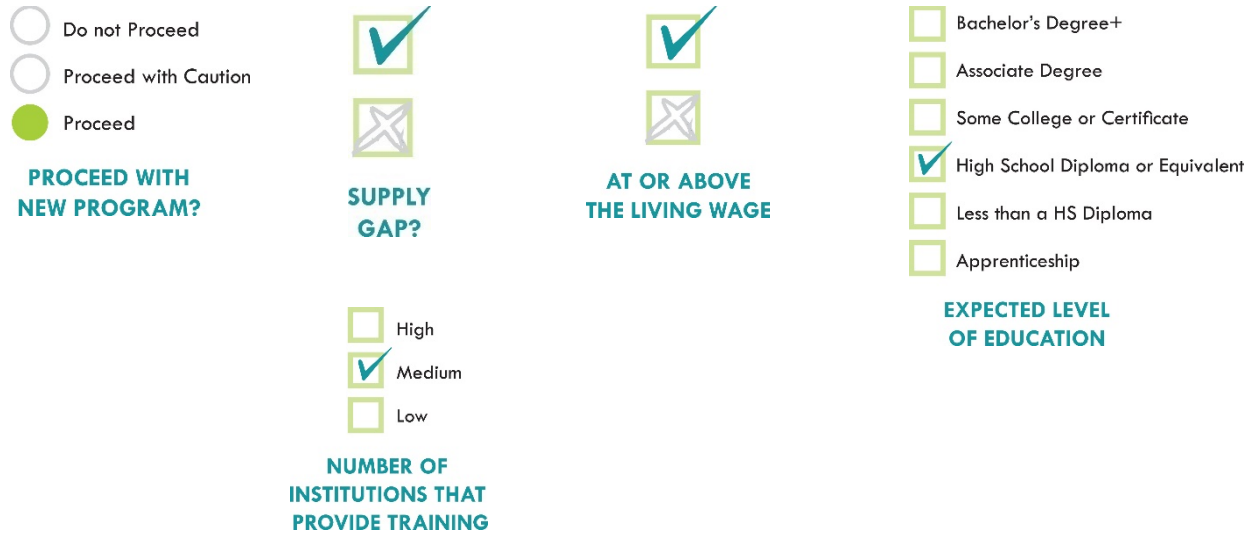 Do not Proceed
Proceed with Caution
Proceed
PROCEED WITH
NEW PROGRAM?
SUPPLY
GAP?
AT OR ABOVE
THE LIVING WAGE
Bachelor's Degree+
Associate Degree
Some College or Certificate
High School Diploma or Equivalent
Less than a HS Diploma
Apprenticeship
EXPECTED LEVEL
OF EDUCATION
High
Medium
Low
NUMBER OF
INSTITUTIONS THAT
PROVIDE TRAINING